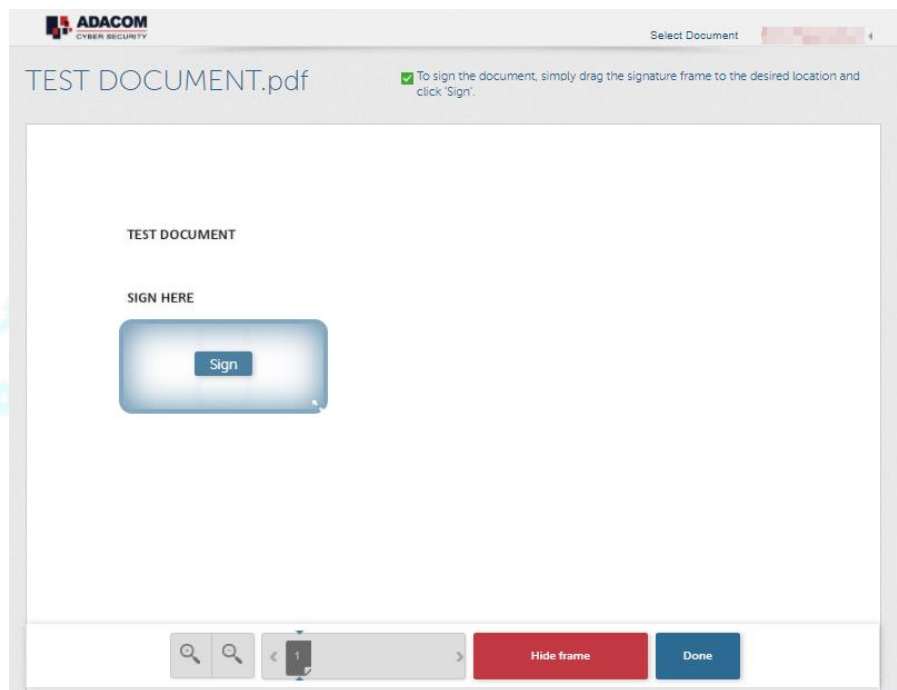 ADACOM
CYBER SECURITY
Select Document
TEST DOCUMENT.pdf
To sign the document, simply drag the signature frame to the desired location and
click 'Sign'.
TEST DOCUMENT
SIGN HERE
Sign
1
Hide frame
Done